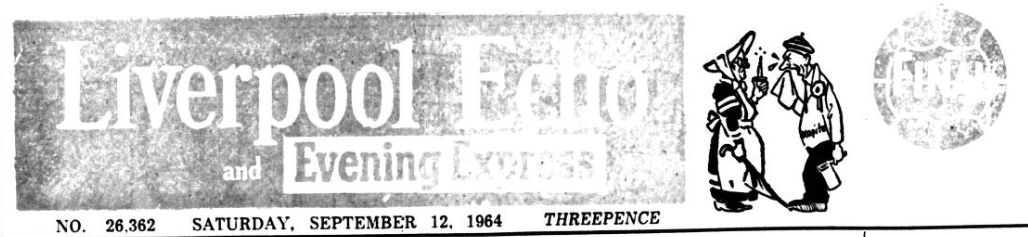 Liverpool Echo
and Evening Express
NO. 26,362 SATURDAY, SEPTEMBER 12, 1964 THREEPENCE